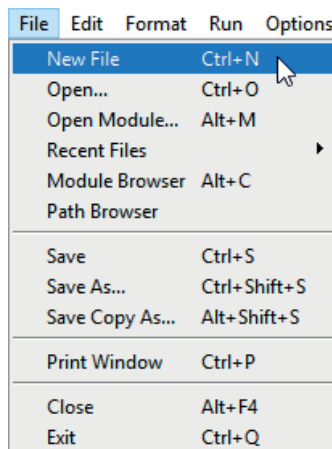 File Edit Format Run Options
New File Ctrl+N
Open... Ctrl+O
Open Module... Alt+M
Recent Files
Module Browser Alt+C
Path Browser
Save Ctrl+S
Save As... Ctrl+Shift+S
Save Copy As... Alt+Shift+S
Print Window Ctrl+P
Close Alt+F4
Exit Ctrl+Q